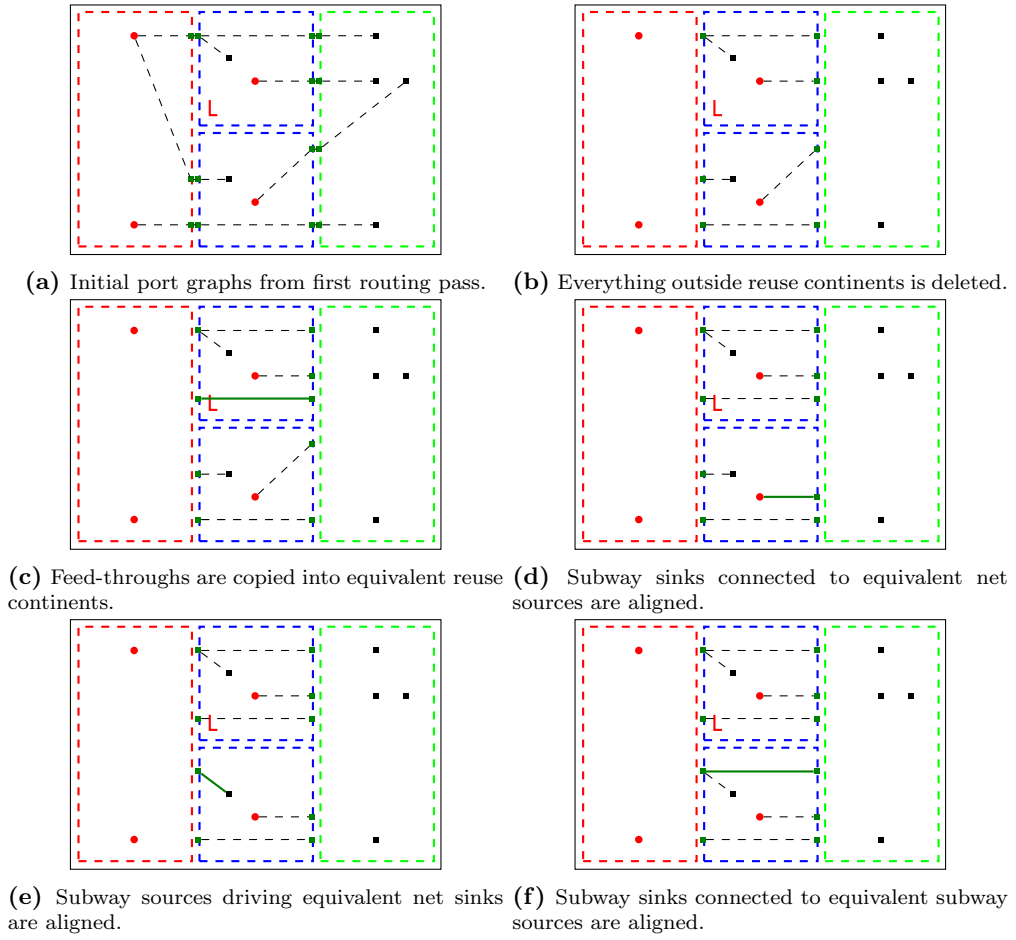 L
L
(a) Initial port graphs from first routing pass.
(b) Everything outside reuse continents is deleted.
L
L
(c) Feed-throughs are copied into equivalent reuse
continents.
(d) Subway sinks connected to equivalent net
sources are aligned.
L
L
(e) Subway sources driving equivalent net sinks
are aligned.
(f) Subway sinks connected to equivalent subway
sources are aligned.